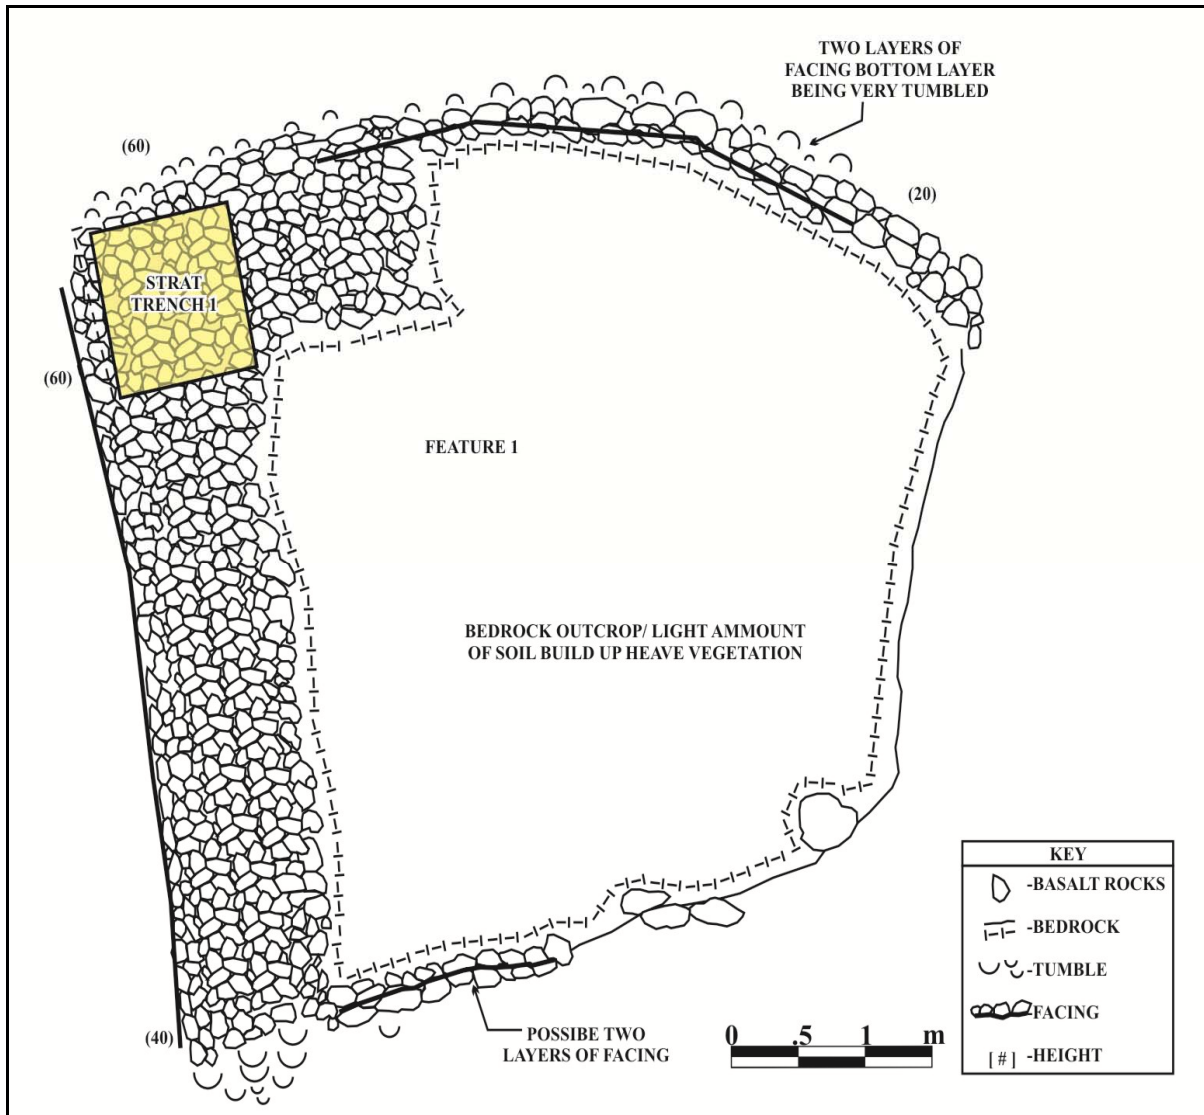 TWO LAYERS OF
FACING BOTTOM LAYER
BEING VERY TUMBLED
(60)
(20)
STRAT
TRENCH 1
(60)
FEATURE 1
BEDROCK OUTCROP/ LIGHT AMMOUNT
OF SOIL BUILD UP HEAVE VEGETATION
(40)
POSSIBE TWO
LAYERS OF FACING
0 .5 1 m
KEY
-BASALT ROCKS
-BEDROCK
-TUMBLE
-FACING
[ # ] -HEIGHT